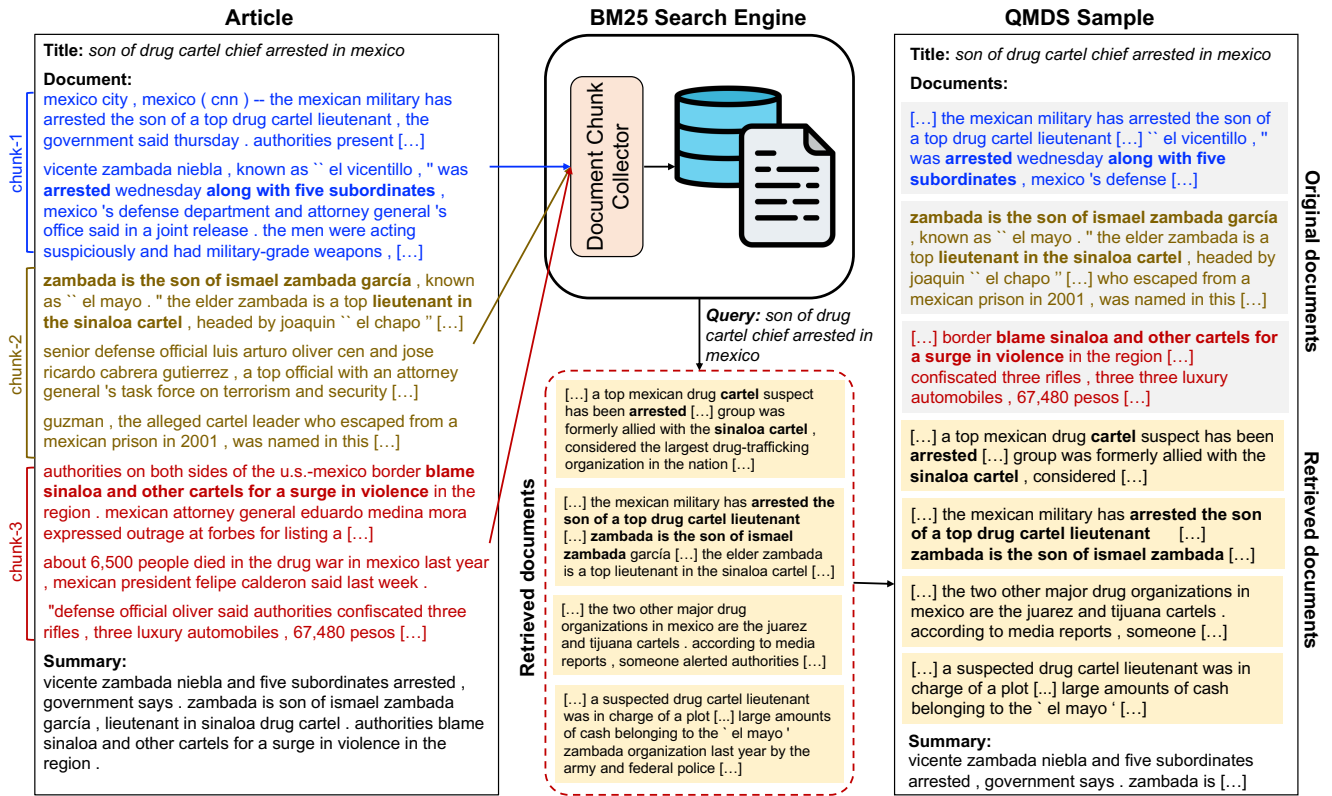 Article
Title: son of drug cartel chief arrested in mexico
Document:
chunk-1
mexico city , mexico ( cnn ) -- the mexican military has
arrested the son of a top drug cartel lieutenant , the
government said thursday . authorities present […]
vicente zambada niebla , known as `` el vicentillo , '' was
arrested wednesday along with five subordinates ,
mexico 's defense department and attorney general 's
office said in a joint release . the men were acting
suspiciously and had military-grade weapons , […]
chunk-2
zambada is the son of ismael zambada garcía , known
as `` el mayo . '' the elder zambada is a top lieutenant in
the sinaloa cartel , headed by joaquin `` el chapo '' […]
senior defense official luis arturo oliver cen and jose
ricardo cabrera gutierrez , a top official with an attorney
general 's task force on terrorism and security […]
guzman , the alleged cartel leader who escaped from a
mexican prison in 2001 , was named in this […]
chunk-3
authorities on both sides of the u.s.-mexico border blame
sinaloa and other cartels for a surge in violence in the
region . mexican attorney general eduardo medina mora
expressed outrage at forbes for listing a […]
about 6,500 people died in the drug war in mexico last year
, mexican president felipe calderon said last week .
"defense official oliver said authorities confiscated three
rifles , three luxury automobiles , 67,480 pesos […]
Summary:
vicente zambada niebla and five subordinates arrested ,
government says . zambada is son of ismael zambada
garcía , lieutenant in sinaloa drug cartel . authorities blame
sinaloa and other cartels for a surge in violence in the
region .
BM25 Search Engine
Document Chunk
Collector
Query: son of drug
cartel chief arrested in
mexico
Retrieved documents
[…] a top mexican drug cartel suspect
has been arrested […] group was
formerly allied with the sinaloa cartel ,
considered the largest drug-trafficking
organization in the nation […]
[…] the mexican military has arrested the
son of a top drug cartel lieutenant
[…] zambada is the son of ismael
zambada garcía […] the elder zambada
is a top lieutenant in the sinaloa cartel […]
[…] the two other major drug
organizations in mexico are the juarez
and tijuana cartels . according to media
reports , someone alerted authorities […]
[…] a suspected drug cartel lieutenant
was in charge of a plot [...] large amounts
of cash belonging to the ` el mayo '
zambada organization last year by the
army and federal police […]
QMDS Sample
Title: son of drug cartel chief arrested in mexico
Documents:
Original documents
[…] the mexican military has arrested the son of
a top drug cartel lieutenant […] `` el vicentillo , ''
was arrested wednesday along with five
subordinates , mexico 's defense […]
zambada is the son of ismael zambada garcía
, known as `` el mayo . '' the elder zambada is a
top lieutenant in the sinaloa cartel , headed by
joaquin `` el chapo '' […] who escaped from a
mexican prison in 2001 , was named in this […]
[…] border blame sinaloa and other cartels for
a surge in violence in the region […]
confiscated three rifles , three three luxury
automobiles , 67,480 pesos […]
Retrieved documents
[…] a top mexican drug cartel suspect has been
arrested […] group was formerly allied with the
sinaloa cartel , considered […]
[…] the mexican military has arrested the son
of a top drug cartel lieutenant […]
zambada is the son of ismael zambada […]
[…] the two other major drug organizations in
mexico are the juarez and tijuana cartels .
according to media reports , someone […]
[…] a suspected drug cartel lieutenant was in
charge of a plot [...] large amounts of cash
belonging to the ` el mayo ‘ […]
Summary:
vicente zambada niebla and five subordinates
arrested , government says . zambada is […]